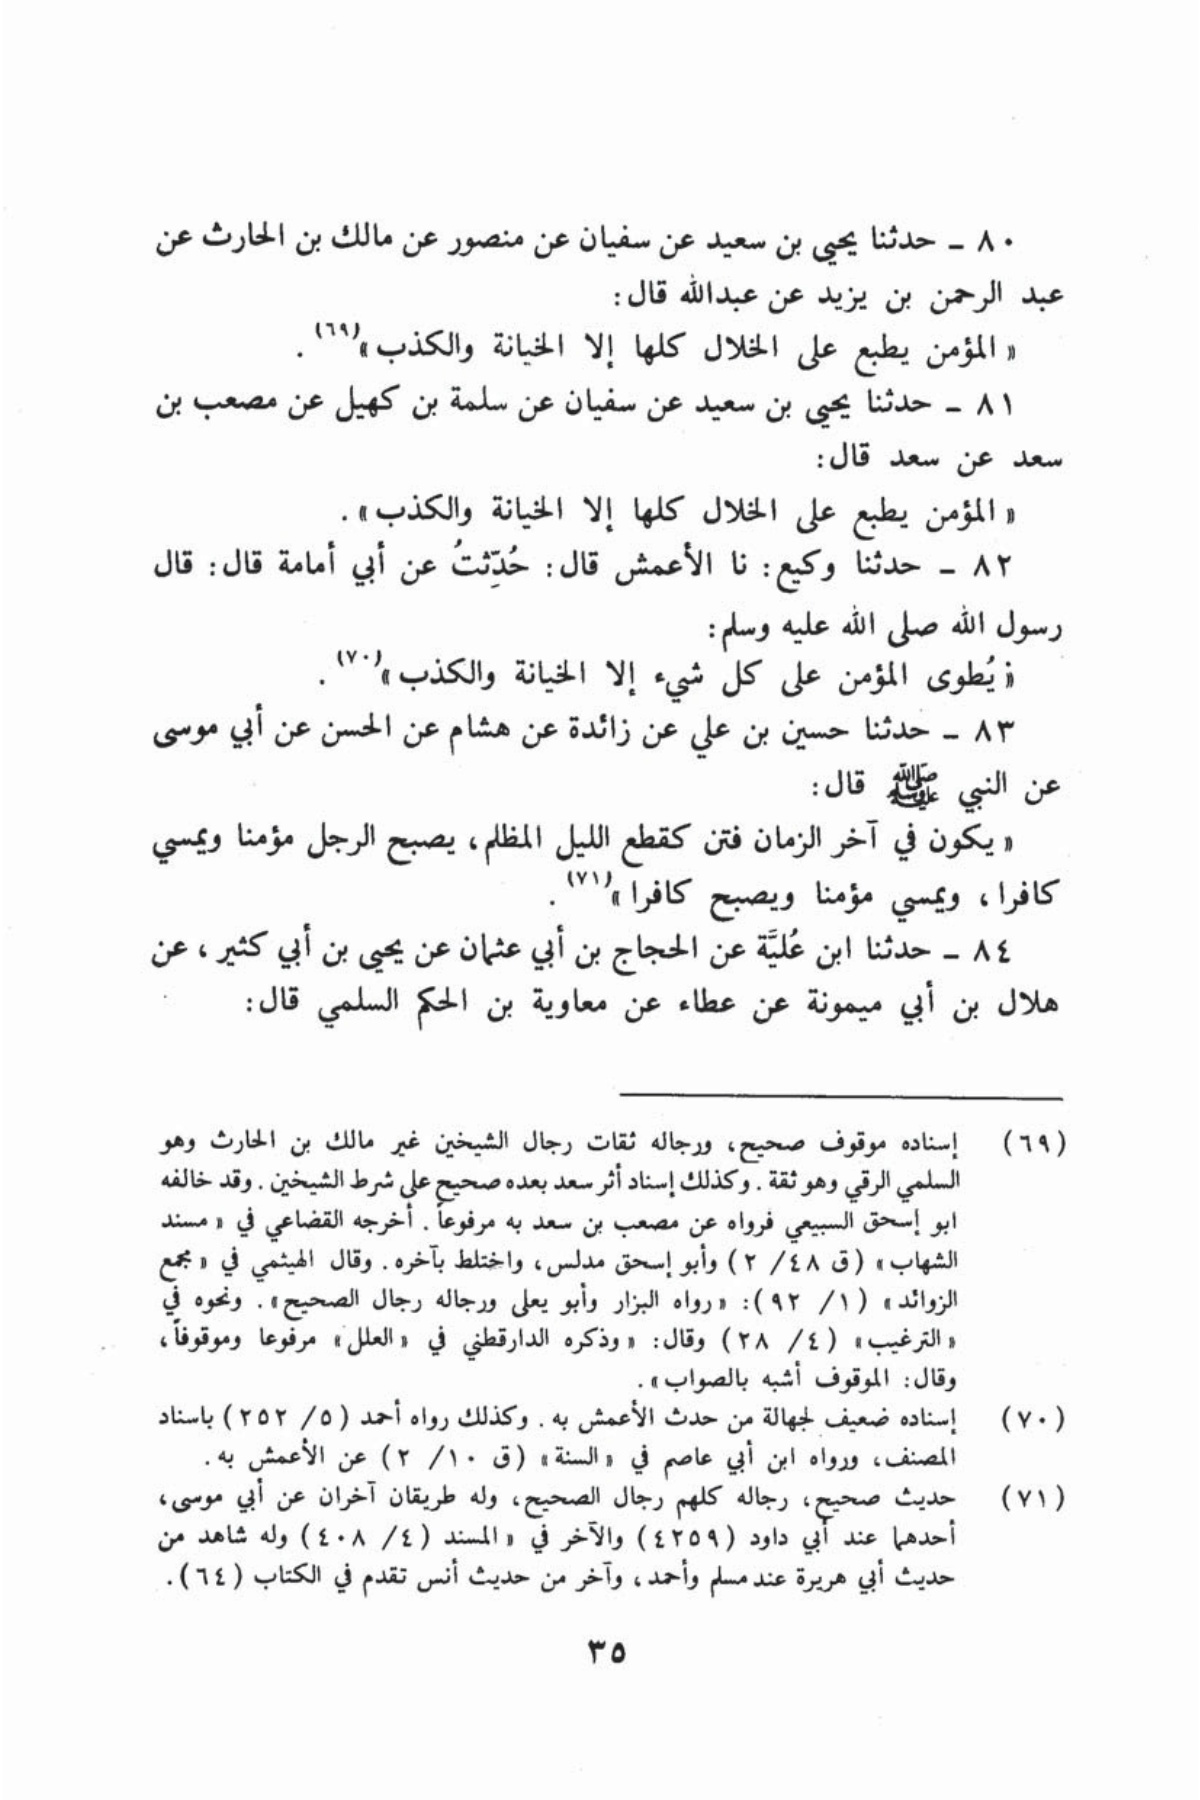 ٨٠ ـ حدثنا يحيى بن سعيد عن سفيان عن منصور عن مالك بن الحارث عن
عبد الرحمن بن يزيد عن عبدالله قال:
« المؤمن يطبع على الخلال كلها إلا الخيانة والكذب »(٦٩) .
٨١ ـ حدثنا يحيى بن سعيد عن سفيان عن سلمة بن كهيل عن مصعب بن
سعد عن سعد قال:
« المؤمن يطبع على الخلال كلها إلا الخيانة والكذب » .
٨٢ ـ حدثنا وكيع: نا الأعمش قال: حُدِّثتُ عن أبي أمامة قال: قال
رسول الله صلى الله عليه وسلم:
« يُطوى المؤمن على كل شيء إلا الخيانة والكذب »(٧٠) .
٨٣ ـ حدثنا حسين بن علي عن زائدة عن هشام عن الحسن عن أبي موسى
عن النبي ﷺ قال:
« يكون في آخر الزمان فتن كقطع الليل المظلم، يصبح الرجل مؤمنا ويمسي
كافرا، ويمسي مؤمنا ويصبح كافرا »(٧١) .
٨٤ ـ حدثنا ابن عُليَّة عن الحجاج بن أبي عثمان عن يحيى بن أبي كثير، عن
هلال بن أبي ميمونة عن عطاء عن معاوية بن الحكم السلمي قال:
(٦٩) إسناده موقوف صحيح، ورجاله ثقات رجال الشيخين غير مالك بن الحارث وهو
السلمي الرقي وهو ثقة. وكذلك إسناد أثر سعد بعده صحيح على شرط الشيخين. وقد خالفه
ابو إسحق السبيعي فرواه عن مصعب بن سعد به مرفوعاً. أخرجه القضاعي في « مسند
الشهاب » (ق ٤٨/ ٢) وأبو إسحق مدلس، واختلط بآخره. وقال الهيثمي في « مجمع
الزوائد » (١/ ٩٢): « رواه البزار وأبو يعلى ورجاله رجال الصحيح ». ونحوه في
« الترغيب » (٤/ ٢٨) وقال: « وذكره الدارقطني في « العلل » مرفوعا وموقوفاً،
وقال: الموقوف أشبه بالصواب » .
(٧٠) إسناده ضعيف لجهالة من حدث الأعمش به. وكذلك رواه أحمد (٥/ ٢٥٢) باسناد
المصنف، ورواه ابن أبي عاصم في « السنة » (ق ١٠/ ٢) عن الأعمش به.
(٧١) حديث صحيح، رجاله كلهم رجال الصحيح، وله طريقان آخران عن أبي موسى،
أحدهما عند أبي داود (٤٢٥٩) والآخر في « المسند (٤/ ٤٠٨) وله شاهد من
حديث أبي هريرة عند مسلم وأحمد، وآخر من حديث أنس تقدم في الكتاب (٦٤).
٣٥